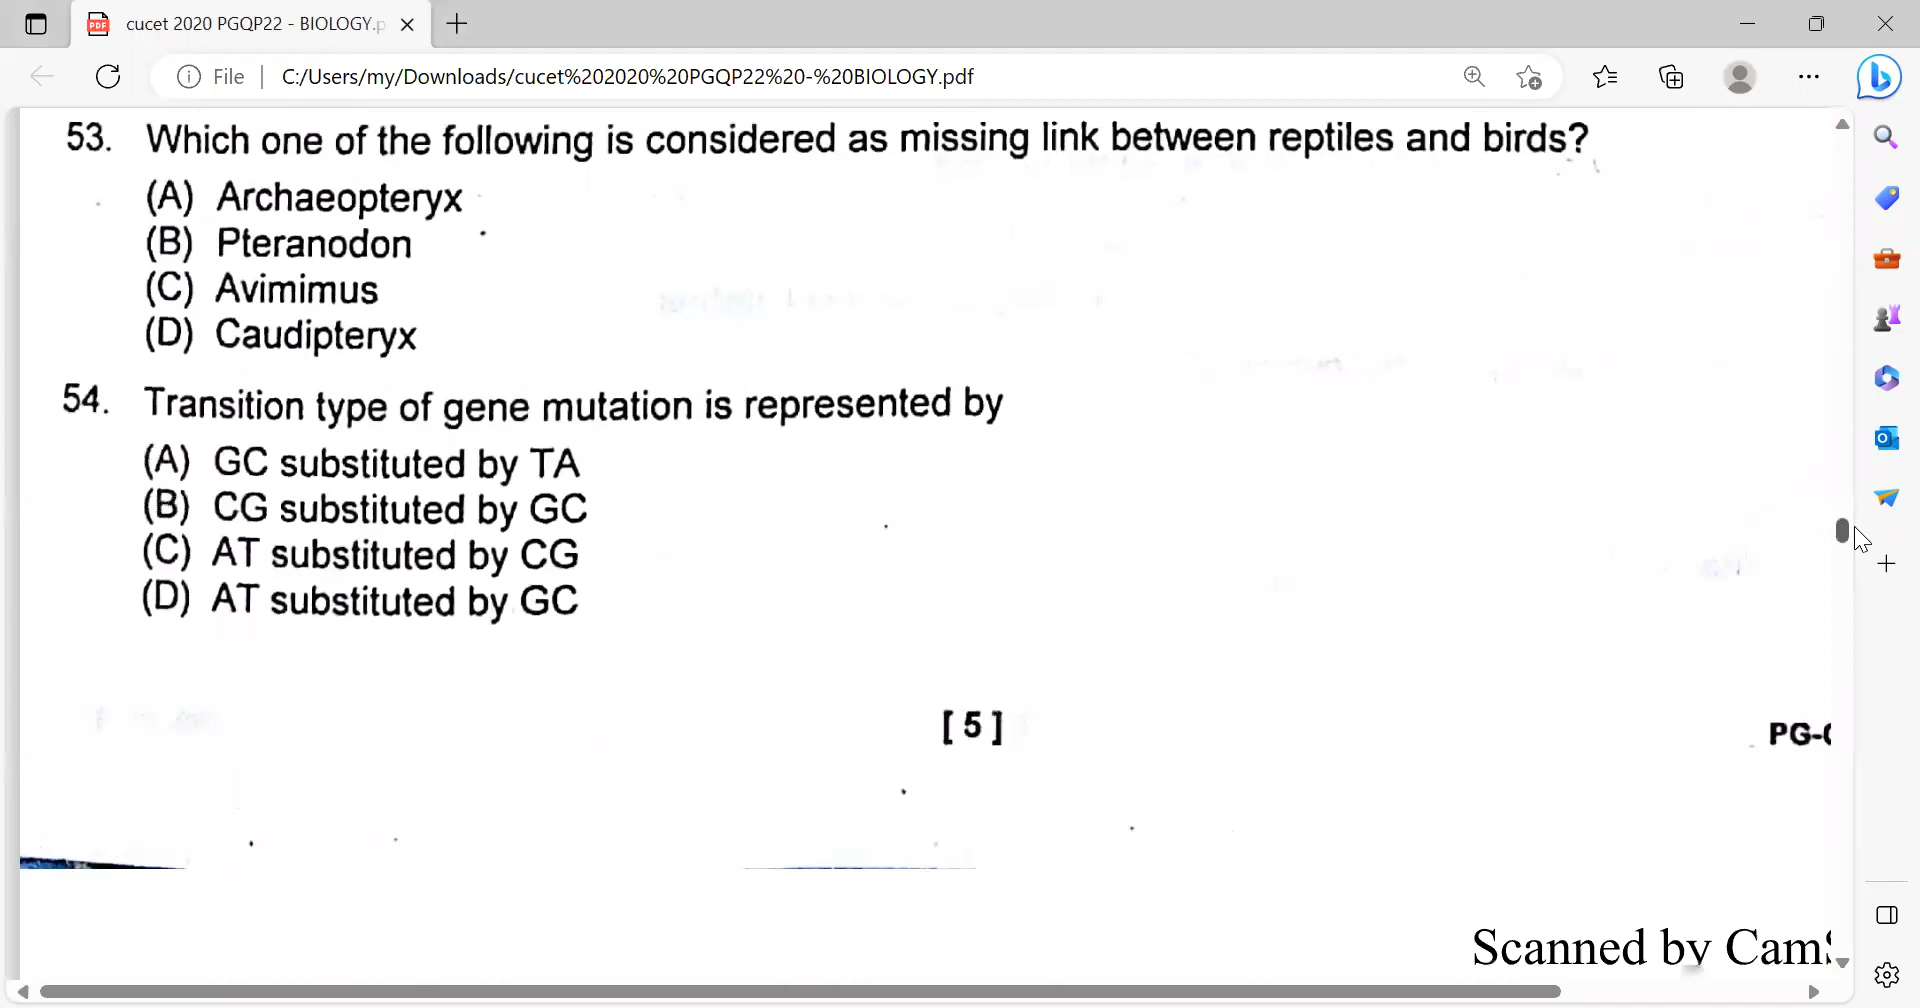 cucet 2020 PGQP22 - BIOLOGY.p
File
C:/Users/my/Downloads/cucet%202020%20PGQP22%20-%20BIOLOGY.pdf
53. Which one of the following is considered as missing link between reptiles and birds?
(A) Archaeopteryx
(B) Pteranodon
(C) Avimimus
(D) Caudipteryx
54. Transition type of gene mutation is represented by
(A) GC substituted by TA
(B) CG substituted by GC
(C) AT substituted by CG
(D) AT substituted by GC
[ 5 ]
PG-
Scanned by Cam